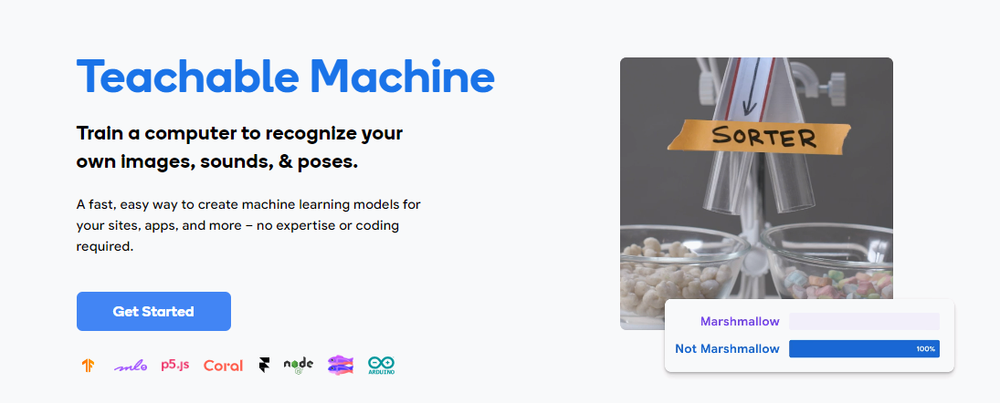 Teachable Machine
Train a computer to recognize your
own images, sounds, & poses.
A fast, easy way to create machine learning models for
your sites, apps, and more – no expertise or coding
required.
Get Started
ml5 p5.js Coral node ARDUINO
SORTER
Marshmallow
Not Marshmallow 100%